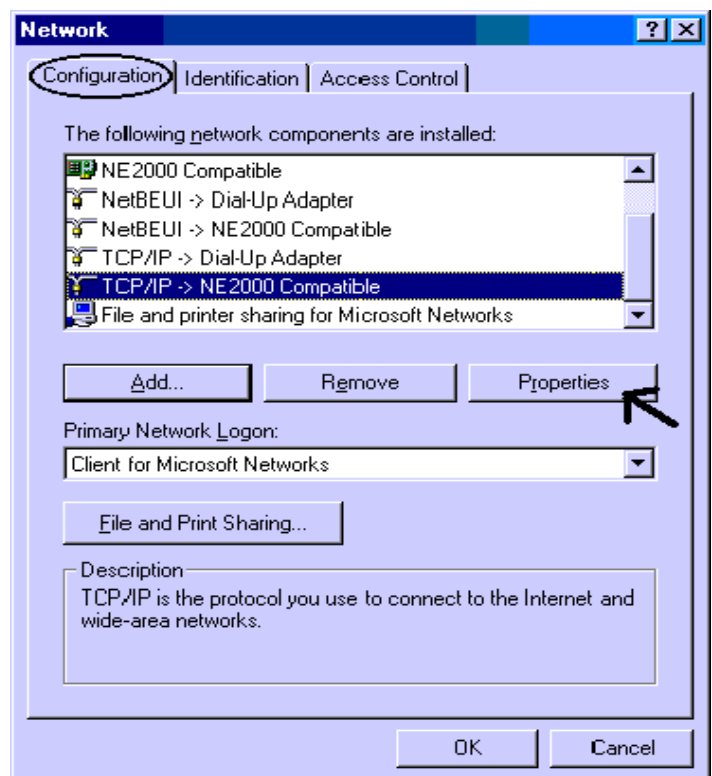 Network
Configuration Identification Access Control
The following network components are installed:
NE2000 Compatible
NetBEUI -> Dial-Up Adapter
NetBEUI -> NE2000 Compatible
TCP/IP -> Dial-Up Adapter
TCP/IP -> NE2000 Compatible
File and printer sharing for Microsoft Networks
Add... Remove Properties
Primary Network Logon:
Client for Microsoft Networks
File and Print Sharing...
Description
TCP/IP is the protocol you use to connect to the Internet and
wide-area networks.
OK Cancel